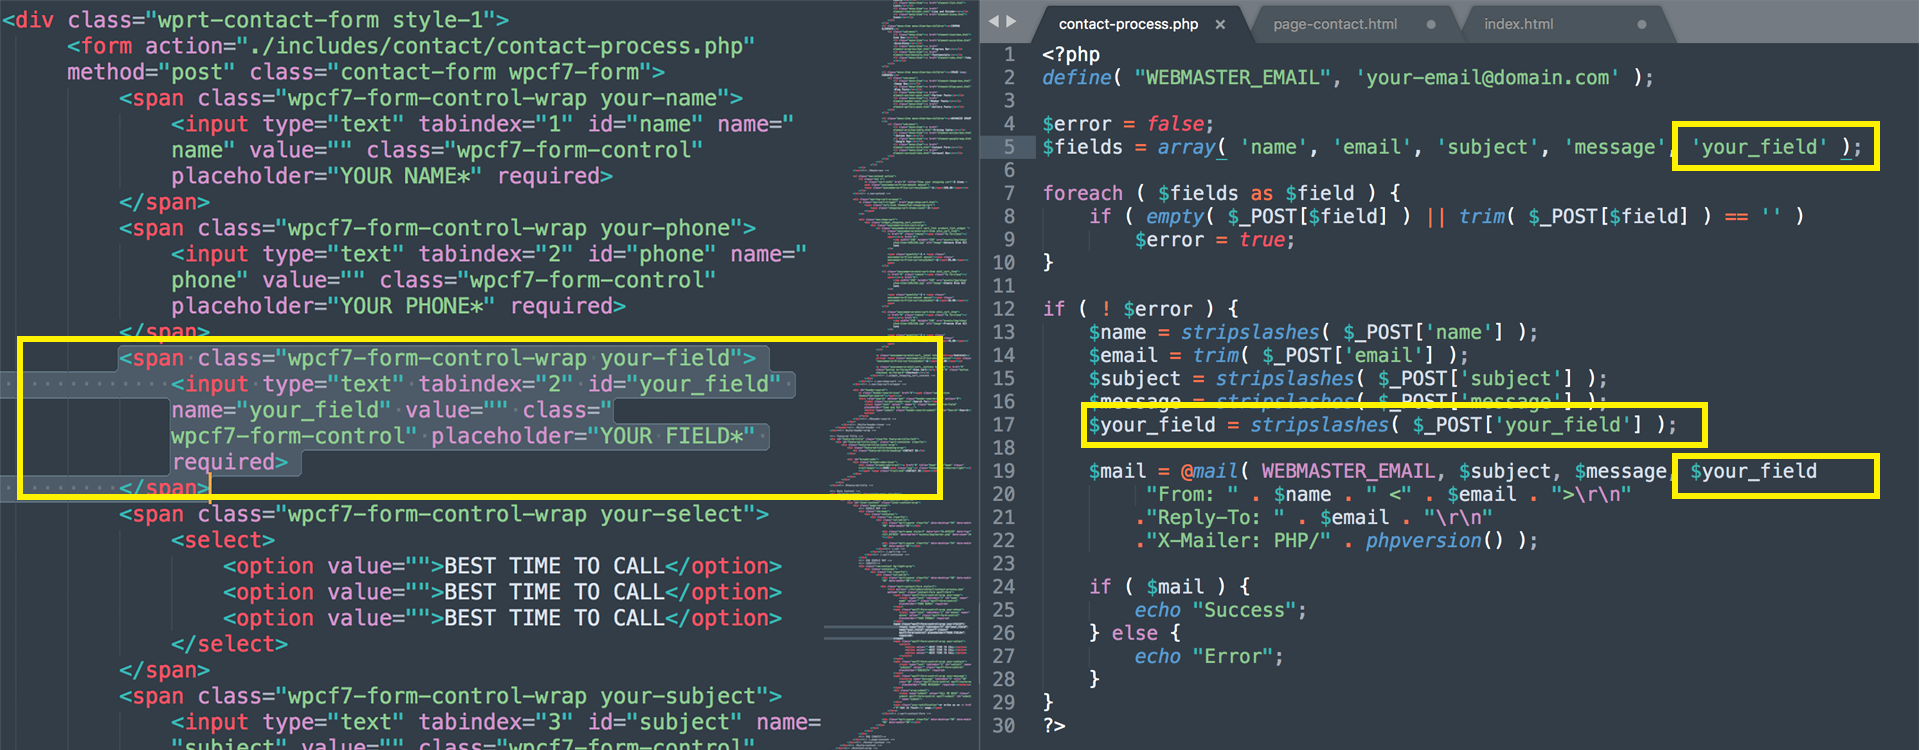 <div class="wprt-contact-form style-1">
<form action="./includes/contact/contact-process.php"
method="post" class="contact-form wpcf7-form">
<span class="wpcf7-form-control-wrap your-name">
<input type="text" tabindex="1" id="name" name="
name" value="" class="wpcf7-form-control"
placeholder="YOUR NAME*" required>
</span>
<span class="wpcf7-form-control-wrap your-phone">
<input type="text" tabindex="2" id="phone" name="
phone" value="" class="wpcf7-form-control"
placeholder="YOUR PHONE*" required>
</span>
<span class="wpcf7-form-control-wrap your-field">
<input type="text" tabindex="2" id="your_field"
name="your_field" value="" class="
wpcf7-form-control" placeholder="YOUR FIELD*"
required>
</span>
<span class="wpcf7-form-control-wrap your-select">
<select>
<option value="">BEST TIME TO CALL</option>
<option value="">BEST TIME TO CALL</option>
<option value="">BEST TIME TO CALL</option>
</select>
</span>
<span class="wpcf7-form-control-wrap your-subject">
<input type="text" tabindex="3" id="subject" name=
"subject" value="" class="wpcf7-form-control"
contact-process.php × page-contact.html index.html
1 <?php
2 define( "WEBMASTER_EMAIL", 'your-email@domain.com' );
3
4 $error = false;
5 $fields = array( 'name', 'email', 'subject', 'message', 'your_field' );
6
7 foreach ( $fields as $field ) {
8 if ( empty( $_POST[$field] ) || trim( $_POST[$field] ) == '' )
9 $error = true;
10 }
11
12 if ( ! $error ) {
13 $name = stripslashes( $_POST['name'] );
14 $email = trim( $_POST['email'] );
15 $subject = stripslashes( $_POST['subject'] );
16 $message = stripslashes( $_POST['message'] );
17 $your_field = stripslashes( $_POST['your_field'] );
18
19 $mail = @mail( WEBMASTER_EMAIL, $subject, $message, $your_field
20 "From: " . $name . " <" . $email . ">\r\n"
21 ."Reply-To: " . $email . "\r\n"
22 ."X-Mailer: PHP/" . phpversion() );
23
24 if ( $mail ) {
25 echo "Success";
26 } else {
27 echo "Error";
28 }
29 }
30 ?>